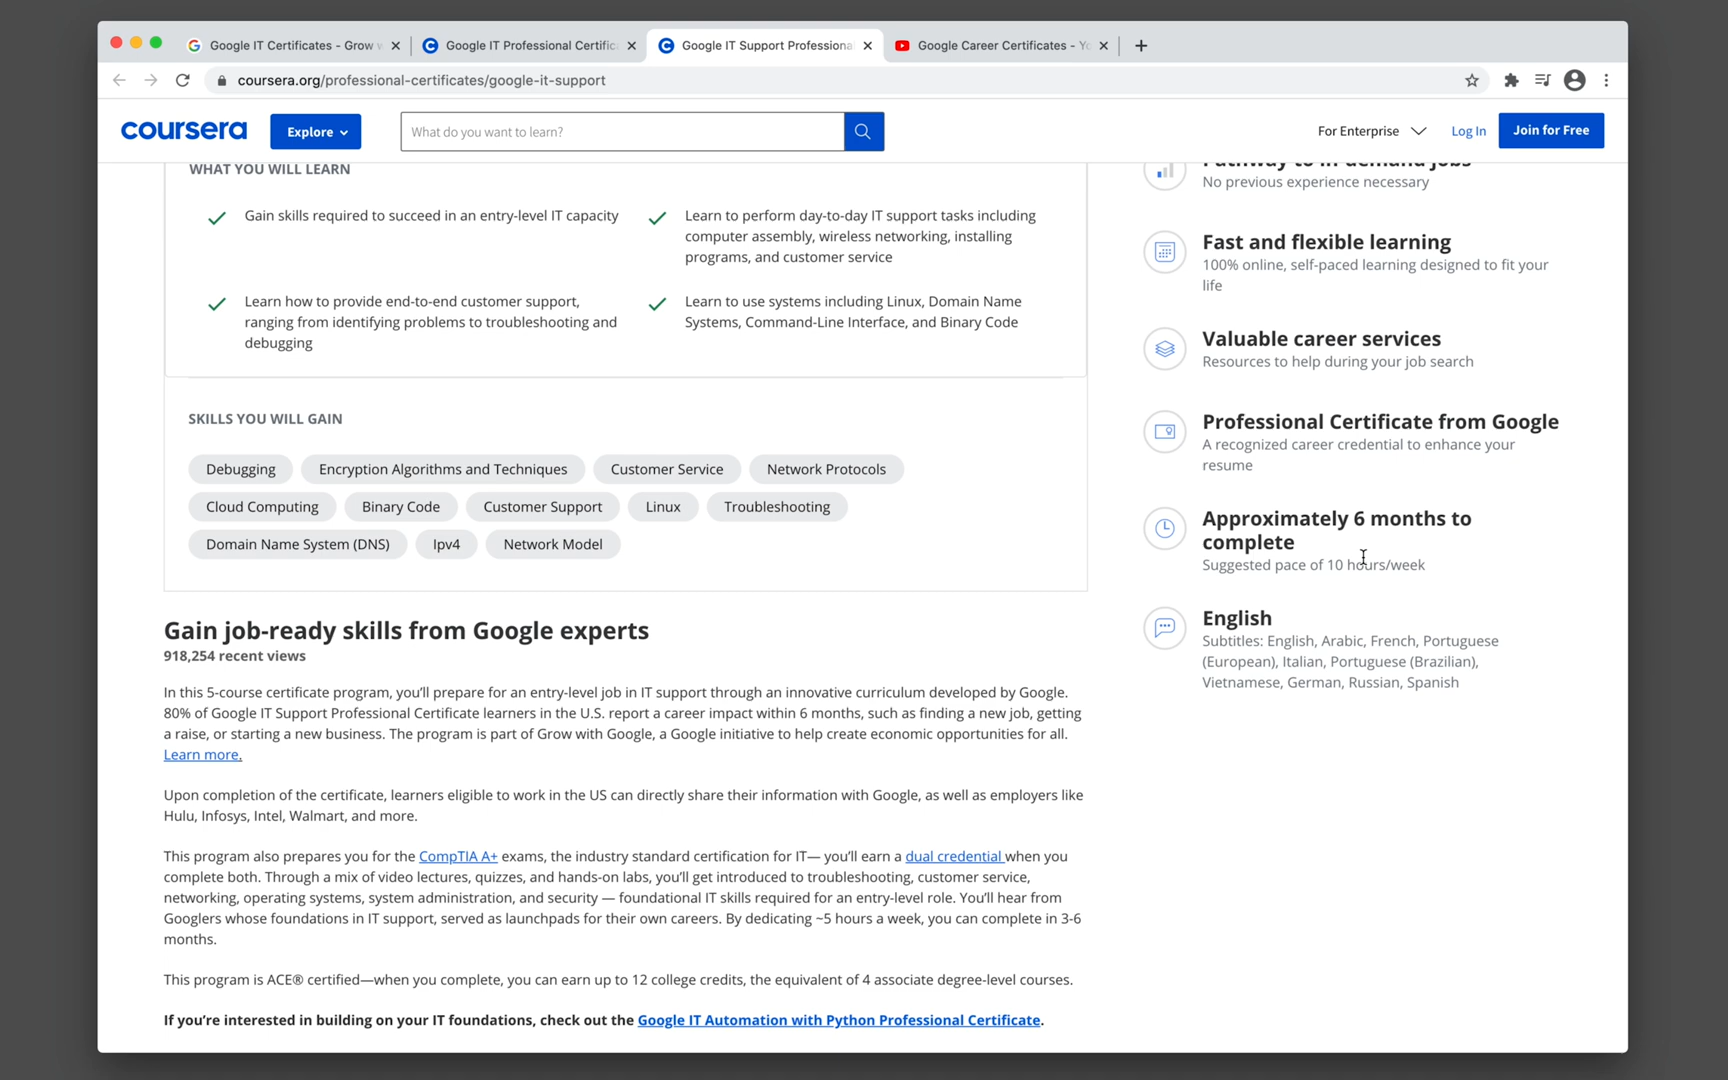 Google IT Certificates - Grow w
Google IT Professional Certific
Google IT Support Professiona
Google Career Certificates - Yo
coursera.org/professional-certificates/google-it-support
coursera
Explore
What do you want to learn?
For Enterprise
Log In
Join for Free
WHAT YOU WILL LEARN
Gain skills required to succeed in an entry-level IT capacity
Learn to perform day-to-day IT support tasks including
computer assembly, wireless networking, installing
programs, and customer service
Learn how to provide end-to-end customer support,
ranging from identifying problems to troubleshooting and
debugging
Learn to use systems including Linux, Domain Name
Systems, Command-Line Interface, and Binary Code
SKILLS YOU WILL GAIN
Debugging
Encryption Algorithms and Techniques
Customer Service
Network Protocols
Cloud Computing
Binary Code
Customer Support
Linux
Troubleshooting
Domain Name System (DNS)
Ipv4
Network Model
Gain job-ready skills from Google experts
918,254 recent views
In this 5-course certificate program, you'll prepare for an entry-level job in IT support through an innovative curriculum developed by Google.
80% of Google IT Support Professional Certificate learners in the U.S. report a career impact within 6 months, such as finding a new job, getting
a raise, or starting a new business. The program is part of Grow with Google, a Google initiative to help create economic opportunities for all.
Learn more.
Upon completion of the certificate, learners eligible to work in the US can directly share their information with Google, as well as employers like
Hulu, Infosys, Intel, Walmart, and more.
This program also prepares you for the CompTIA A+ exams, the industry standard certification for IT— you'll earn a dual credential when you
complete both. Through a mix of video lectures, quizzes, and hands-on labs, you'll get introduced to troubleshooting, customer service,
networking, operating systems, system administration, and security — foundational IT skills required for an entry-level role. You'll hear from
Googlers whose foundations in IT support, served as launchpads for their own careers. By dedicating ~5 hours a week, you can complete in 3-6
months.
This program is ACE® certified—when you complete, you can earn up to 12 college credits, the equivalent of 4 associate degree-level courses.
If you're interested in building on your IT foundations, check out the Google IT Automation with Python Professional Certificate.
Pathway to in-demand jobs
No previous experience necessary
Fast and flexible learning
100% online, self-paced learning designed to fit your
life
Valuable career services
Resources to help during your job search
Professional Certificate from Google
A recognized career credential to enhance your
resume
Approximately 6 months to
complete
Suggested pace of 10 hours/week
English
Subtitles: English, Arabic, French, Portuguese
(European), Italian, Portuguese (Brazilian),
Vietnamese, German, Russian, Spanish